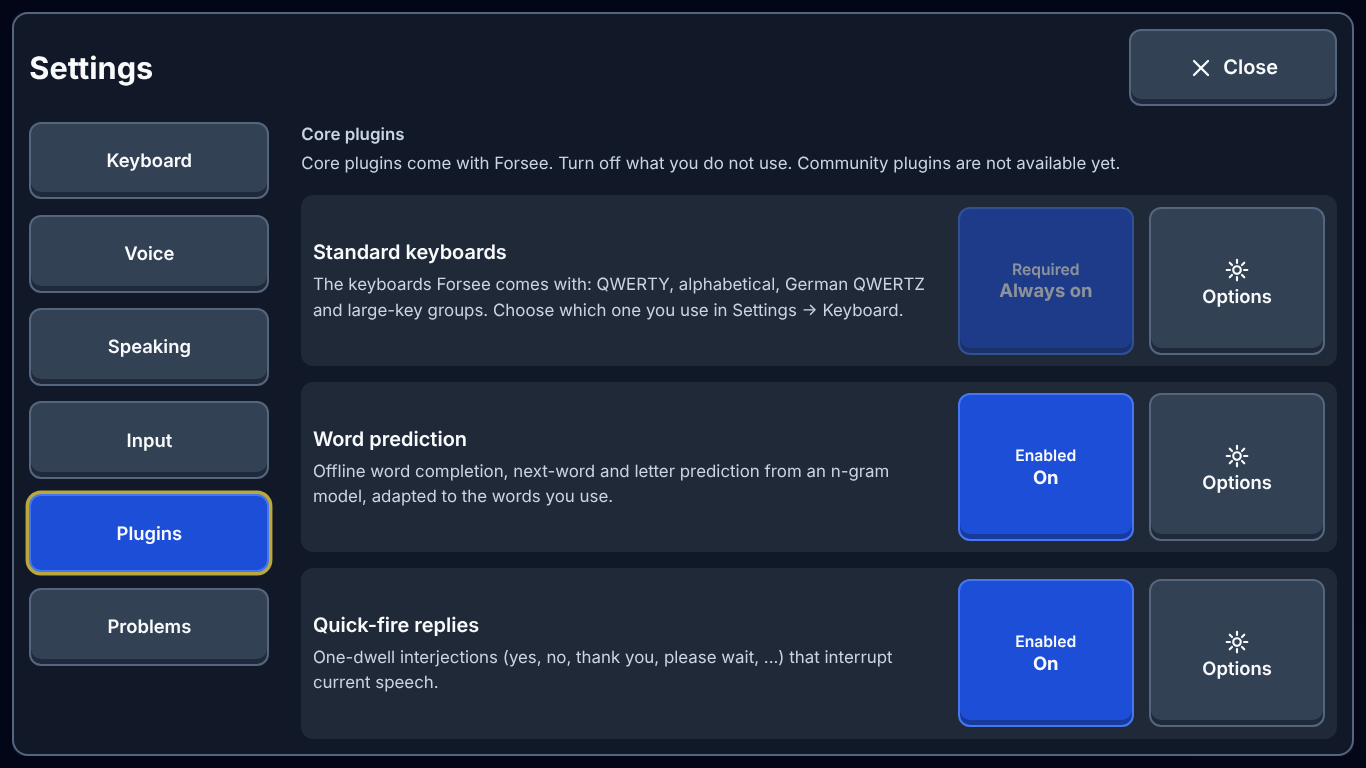 Settings
Close
Keyboard
Voice
Speaking
Input
Plugins
Problems
Core plugins
Core plugins come with Forsee. Turn off what you do not use. Community plugins are not available yet.
Standard keyboards
The keyboards Forsee comes with: QWERTY, alphabetical, German QWERTZ
and large-key groups. Choose which one you use in Settings → Keyboard.
Required
Always on
Options
Word prediction
Offline word completion, next-word and letter prediction from an n-gram
model, adapted to the words you use.
Enabled
On
Options
Quick-fire replies
One-dwell interjections (yes, no, thank you, please wait, …) that interrupt
current speech.
Enabled
On
Options